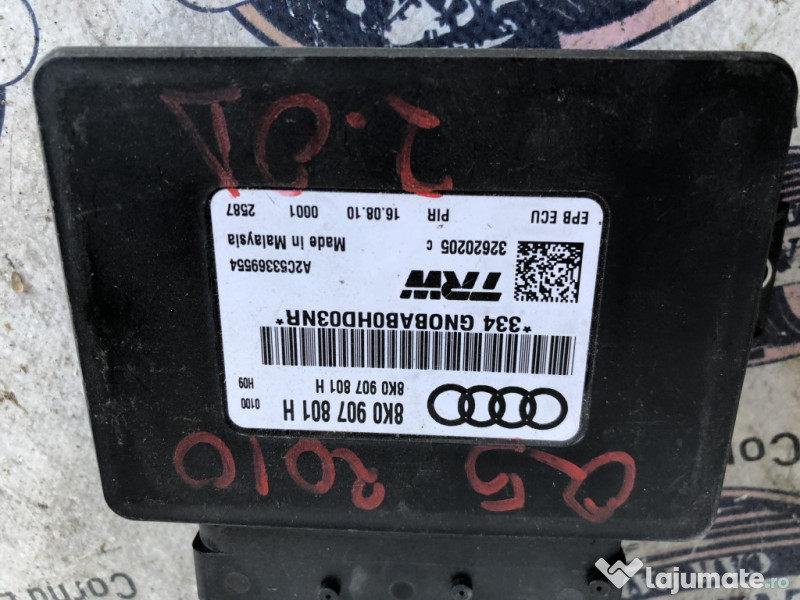 Q5 2010
8K0 907 801 H
0100
8K0 907 801 H
H09
*334 GNOBAB0HD03NR*
TRW
A2C53369554
32620205 c
Made in Malaysia
EPB ECU
PIR
16.08.10
0001
2587
2.0D
lajumate.ro